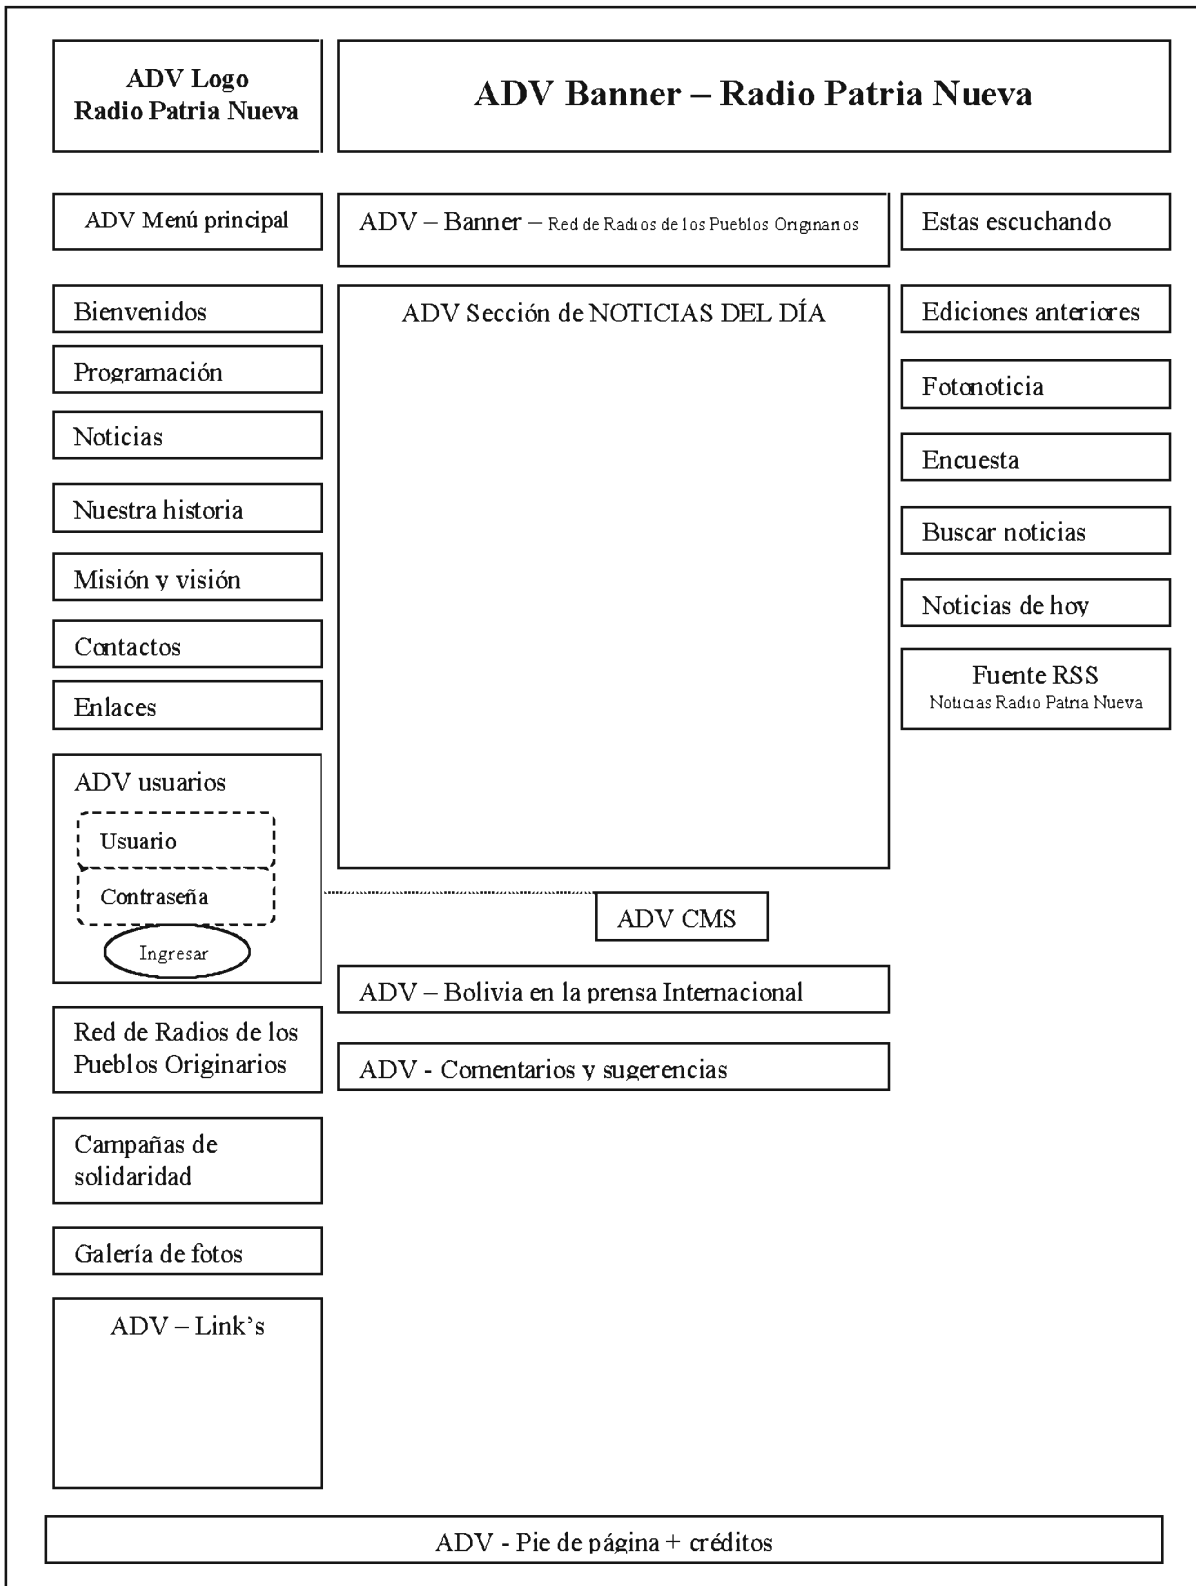 ADV Logo
Radio Patria Nueva
ADV Banner – Radio Patria Nueva
ADV Menú principal
Bienvenidos
Programación
Noticias
Nuestra historia
Misión y visión
Contactos
Enlaces
ADV usuarios
Usuario
Contraseña
Ingresar
Red de Radios de los
Pueblos Originarios
Campañas de
solidaridad
Galería de fotos
ADV – Link’s
ADV – Banner – Red de Radios de los Pueblos Originarios
ADV Sección de NOTICIAS DEL DÍA
ADV CMS
ADV – Bolivia en la prensa Internacional
ADV - Comentarios y sugerencias
Estas escuchando
Ediciones anteriores
Fotonoticia
Encuesta
Buscar noticias
Noticias de hoy
Fuente RSS
Noticias Radio Patria Nueva
ADV - Pie de página + créditos